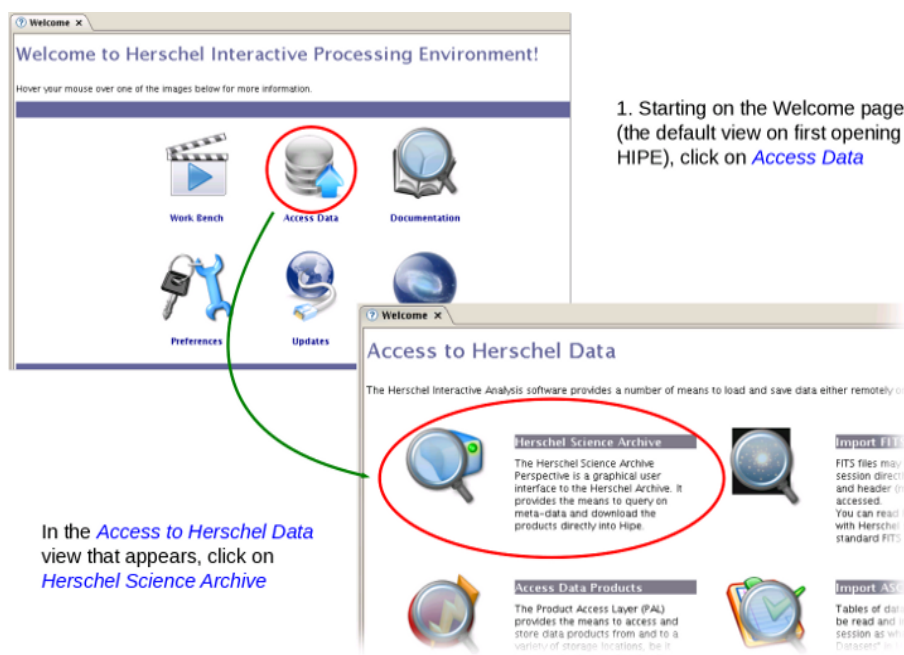 Welcome x
Welcome to Herschel Interactive Processing Environment!
Hover your mouse over one of the images below for more information.
1. Starting on the Welcome page
(the default view on first opening
HIPE), click on Access Data
Work Bench
Access Data
Documentation
Preferences
Updates
Welcome x
Access to Herschel Data
The Herschel Interactive Analysis software provides a number of means to load and save data either remotely
Herschel Science Archive
The Herschel Science Archive
Perspective is a graphical user
interface to the Herschel Archive. It
provides the means to query on
meta-data and download the
products directly into Hipe.
Import FITS
FITS files may
session
and header
accessed.
You can read
with Herschel
standard FITS
In the Access to Herschel Data
view that appears, click on
Herschel Science Archive
Access Data Products
The Product Access Layer (PAL)
provides the means to access and
store data products from and to a
variety of storage locations, be it
Import
Tables of data
be read and
session as
Datasets"